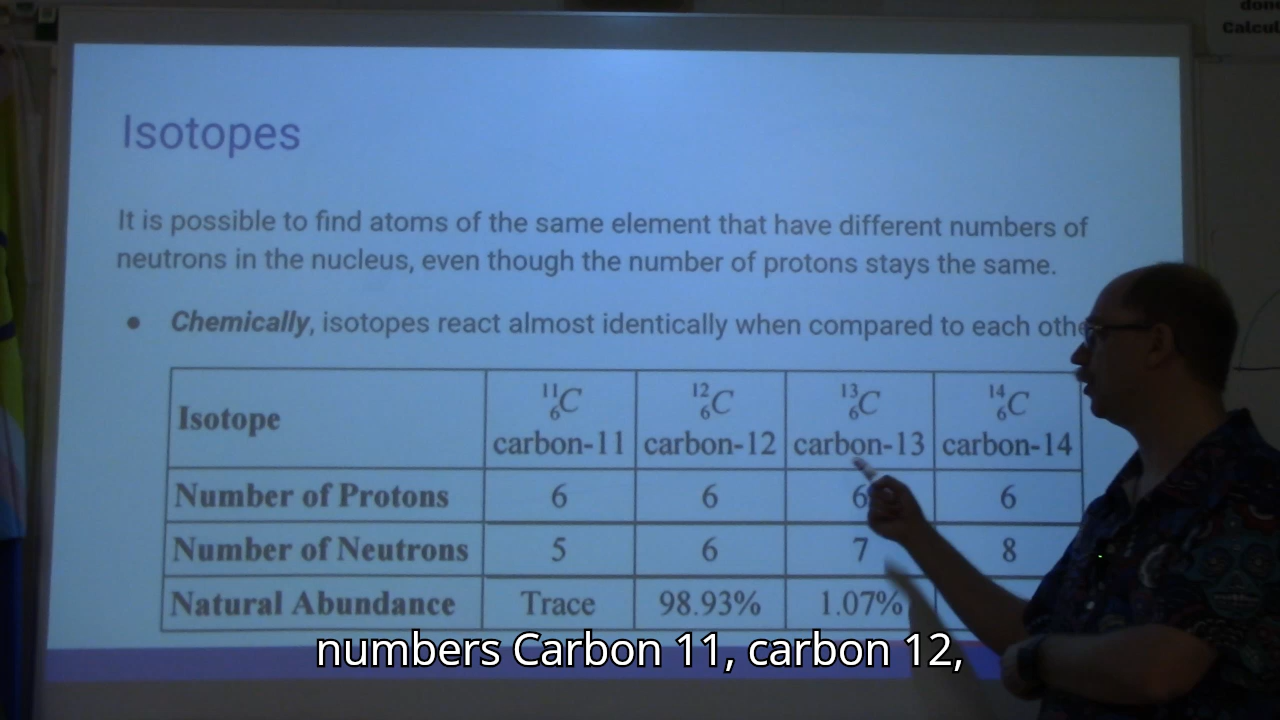 don
Calcu
Isotopes
It is possible to find atoms of the same element that have different numbers of
neutrons in the nucleus, even though the number of protons stays the same.
• Chemically, isotopes react almost identically when compared to each othe
Isotope
¹¹₆C
carbon-11
¹²₆C
carbon-12
¹³₆C
carbon-13
¹⁴₆C
carbon-14
Number of Protons 6 6 6 6
Number of Neutrons 5 6 7 8
Natural Abundance Trace 98.93% 1.07%
numbers Carbon 11, carbon 12,